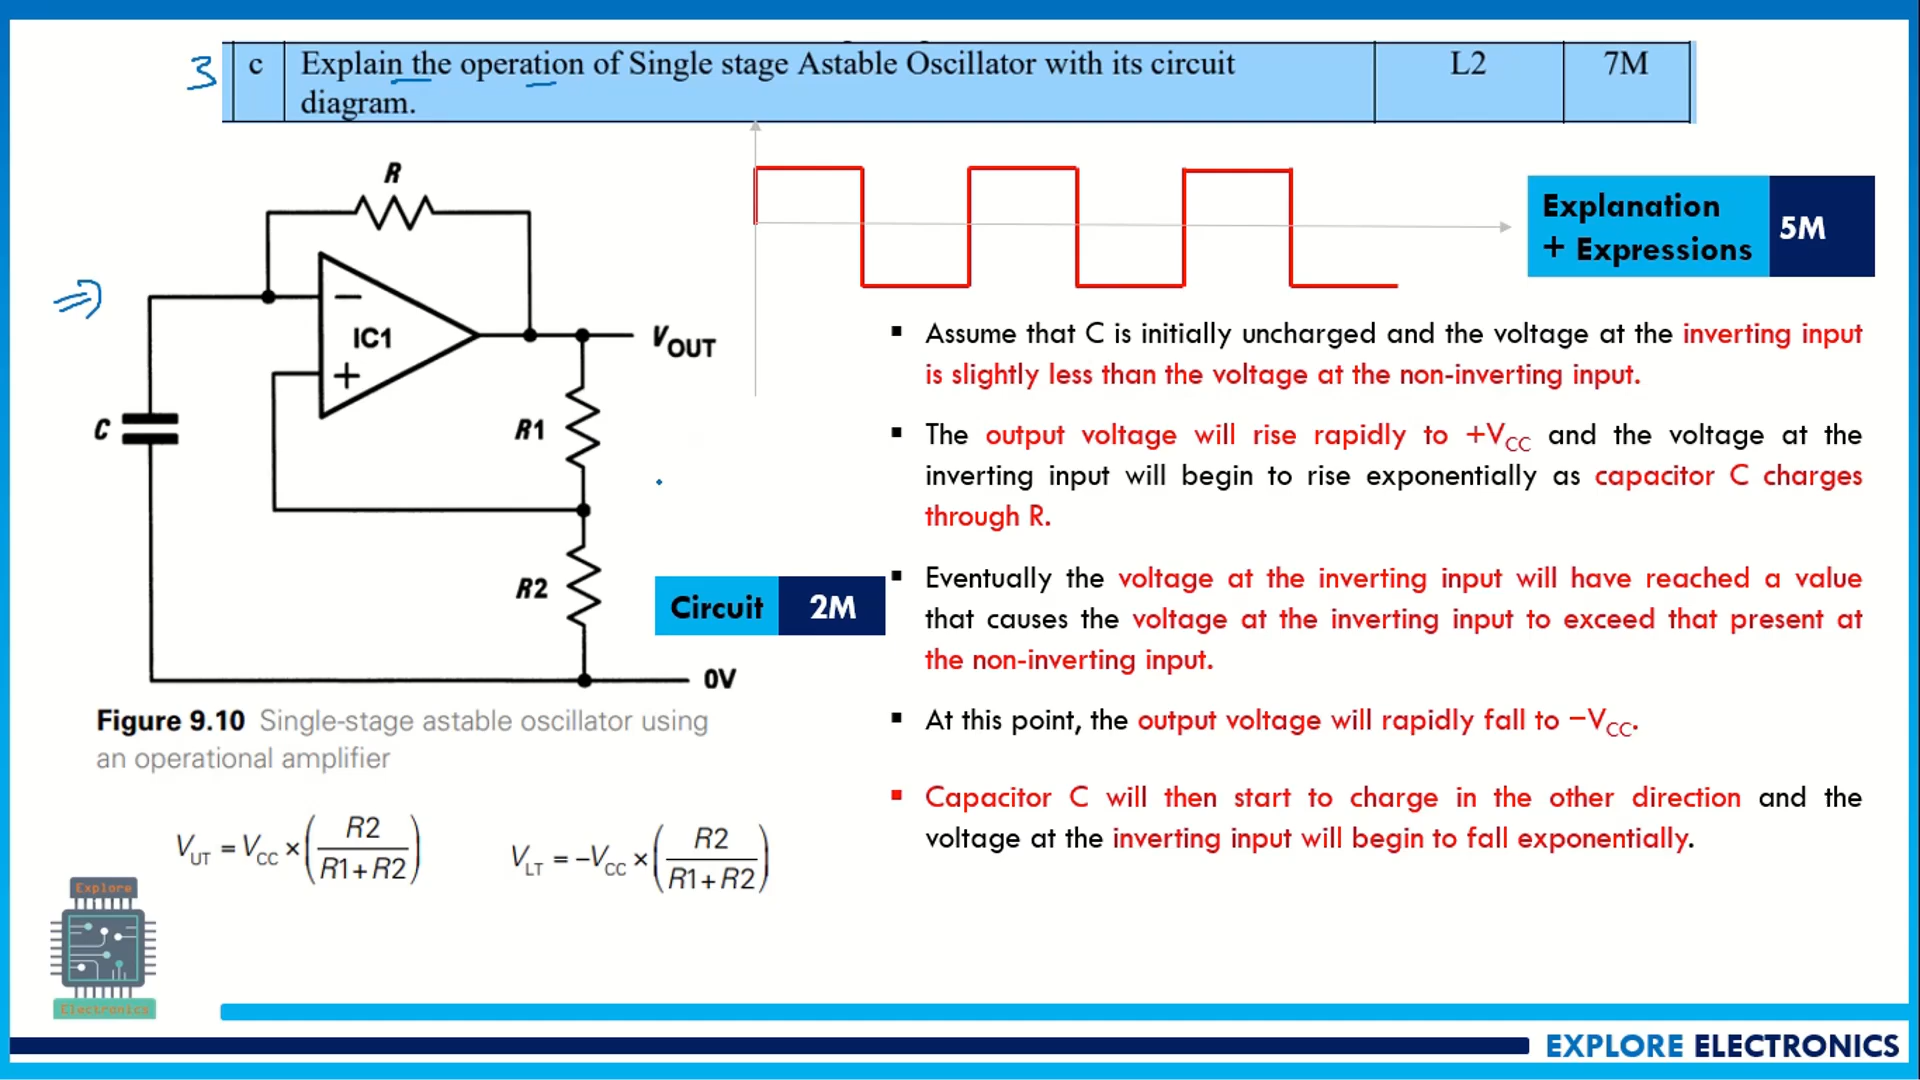 3 c Explain the operation of Single stage Astable Oscillator with its circuit diagram. L2 7M
R
IC1
−
+
VOUT
C
R1
R2
0V
Circuit 2M
Figure 9.10 Single-stage astable oscillator using
an operational amplifier
VUT = VCC × (R2 / R1+R2)
VLT = −VCC × (R2 / R1+R2)
Explanation
+ Expressions 5M
▪ Assume that C is initially uncharged and the voltage at the inverting input
is slightly less than the voltage at the non-inverting input.
▪ The output voltage will rise rapidly to +VCC and the voltage at the
inverting input will begin to rise exponentially as capacitor C charges
through R.
▪ Eventually the voltage at the inverting input will have reached a value
that causes the voltage at the inverting input to exceed that present at
the non-inverting input.
▪ At this point, the output voltage will rapidly fall to −VCC.
▪ Capacitor C will then start to charge in the other direction and the
voltage at the inverting input will begin to fall exponentially.
Explore
Electronics
EXPLORE ELECTRONICS